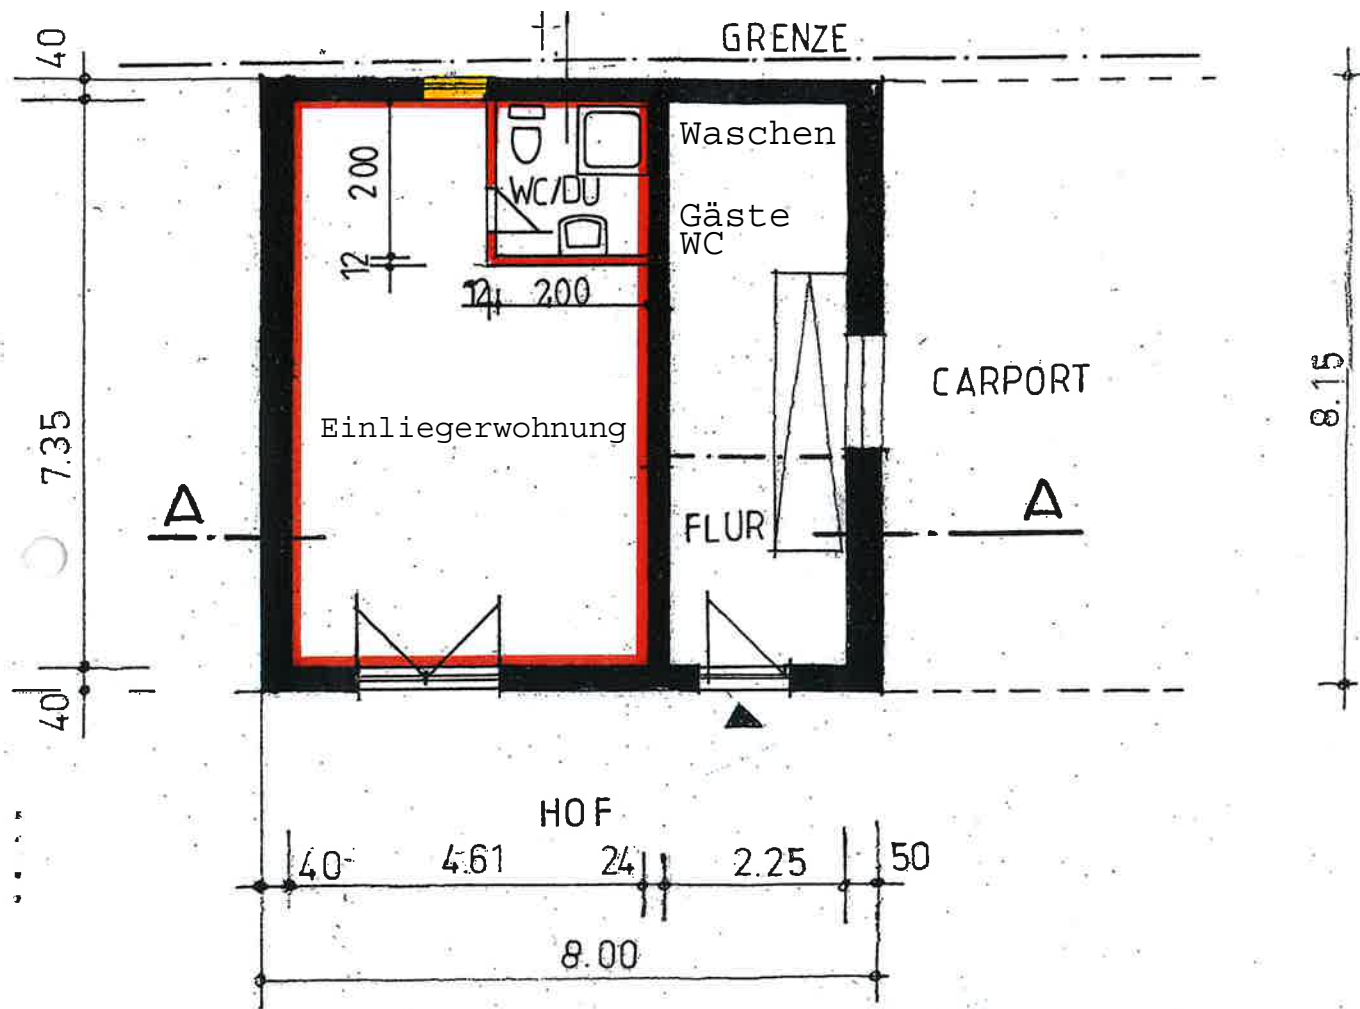 GRENZE
40
Waschen
200
WC/DU
Gäste
WC
12
12 200
CARPORT
8.15
7.35
Einliegerwohnung
A A
FLUR
40
HOF
40 4.61 24 2.25 50
8.00